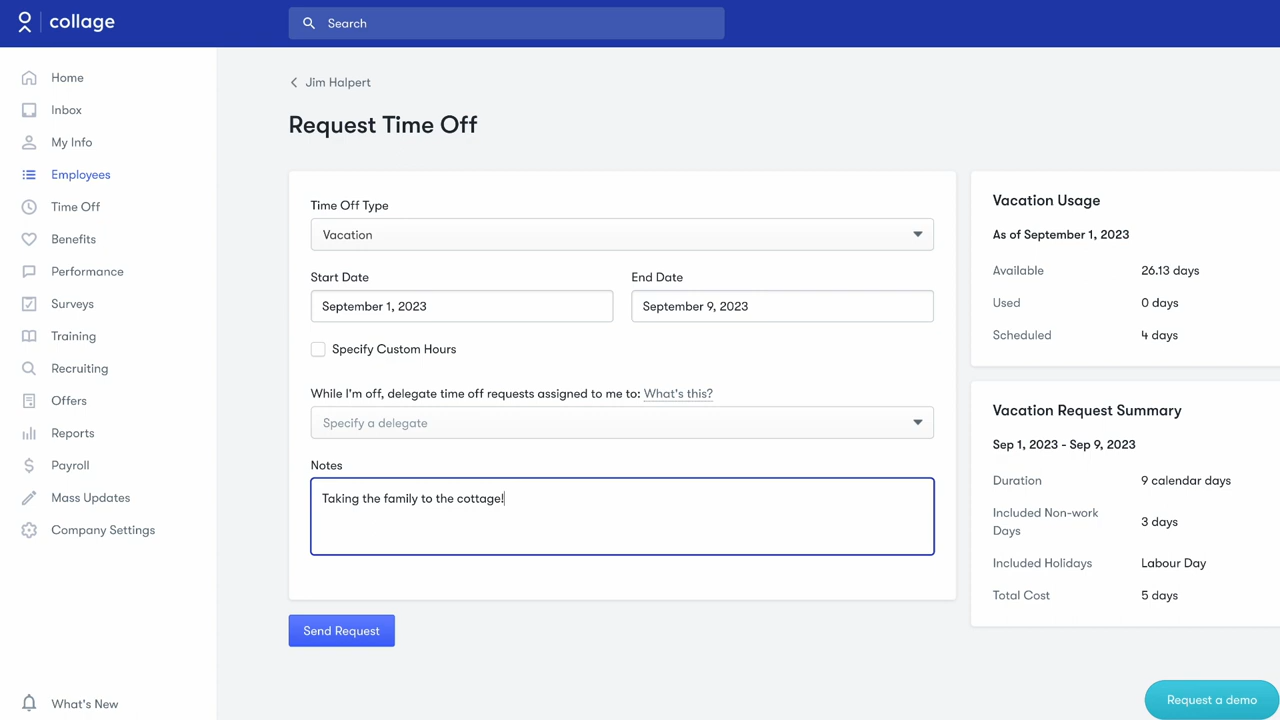 collage
Search
Home
Inbox
My Info
Employees
Time Off
Benefits
Performance
Surveys
Training
Recruiting
Offers
Reports
Payroll
Mass Updates
Company Settings
What's New
Jim Halpert
Request Time Off
Time Off Type
Vacation
Start Date End Date
September 1, 2023 September 9, 2023
Specify Custom Hours
While I'm off, delegate time off requests assigned to me to: What's this?
Specify a delegate
Notes
Taking the family to the cottage!
Send Request
Vacation Usage
As of September 1, 2023
Available 26.13 days
Used 0 days
Scheduled 4 days
Vacation Request Summary
Sep 1, 2023 - Sep 9, 2023
Duration 9 calendar days
Included Non-work
Days 3 days
Included Holidays Labour Day
Total Cost 5 days
Request a demo